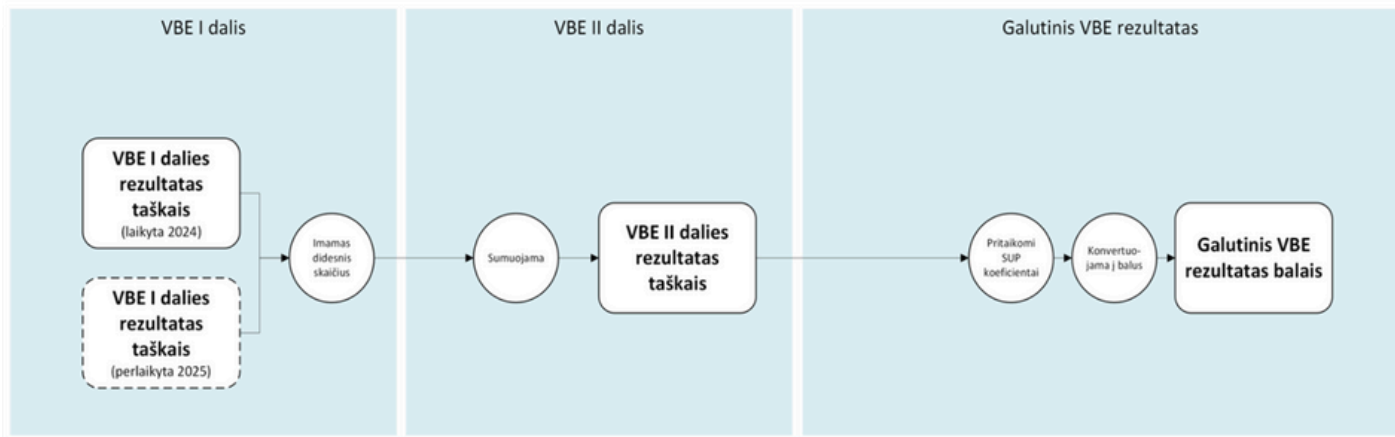 VBE I dalis
VBE I dalies
rezultatas
taškais
(laikyta 2024)
VBE I dalies
rezultatas
taškais
(perlaikyta 2025)
Imamas
didesnis
skaičius
VBE II dalis
Sumuojama
VBE II dalies
rezultatas
taškais
Galutinis VBE rezultatas
Pritaikomi
SUP
koeficientai
Konvertuo-
jama į balus
Galutinis VBE
rezultatas balais